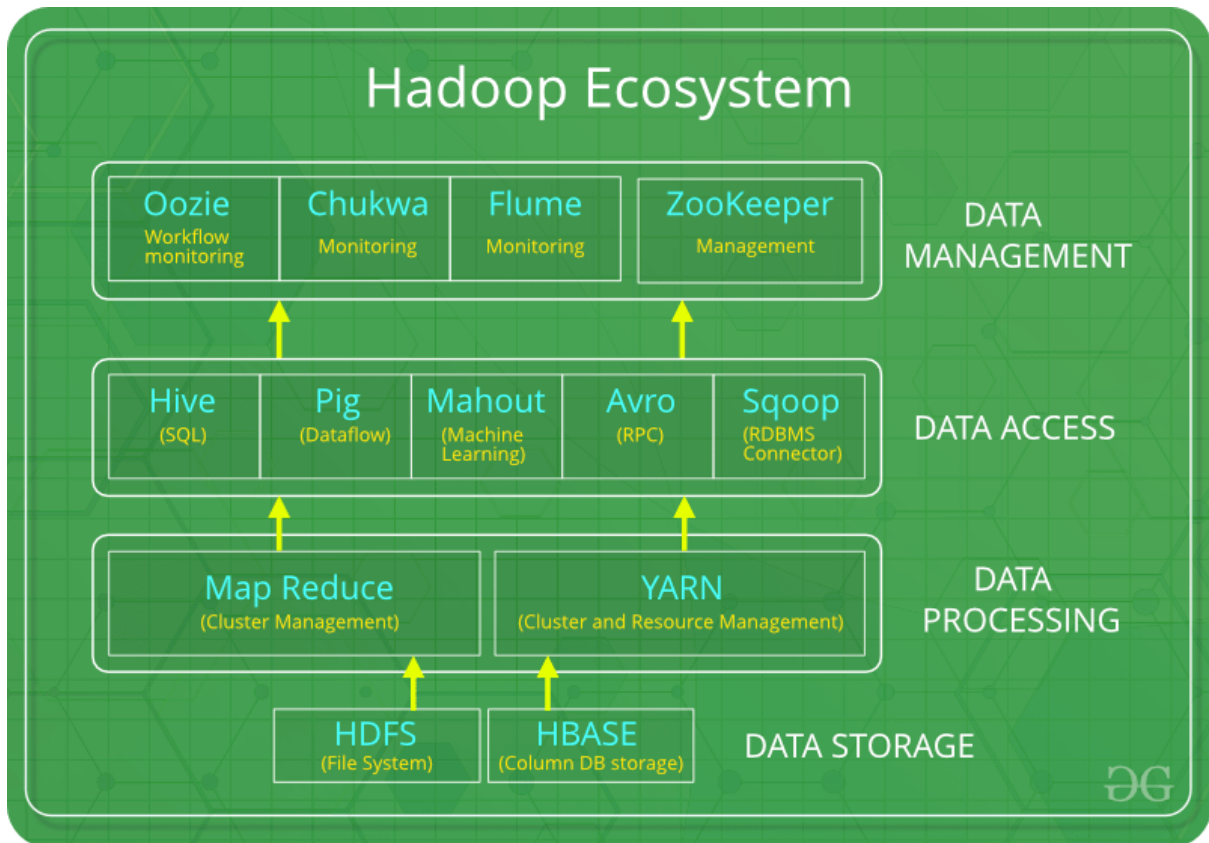 Hadoop Ecosystem
Oozie
Workflow
monitoring
Chukwa
Monitoring
Flume
Monitoring
ZooKeeper
Management
DATA
MANAGEMENT
Hive
(SQL)
Pig
(Dataflow)
Mahout
(Machine
Learning)
Avro
(RPC)
Sqoop
(RDBMS
Connector)
DATA ACCESS
Map Reduce
(Cluster Management)
YARN
(Cluster and Resource Management)
DATA
PROCESSING
HDFS
(File System)
HBASE
(Column DB storage)
DATA STORAGE